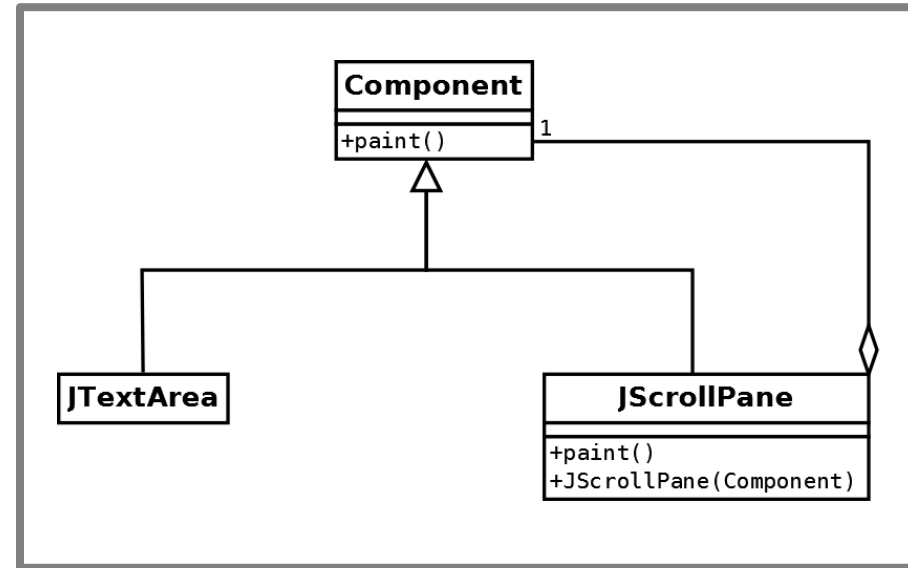 Component
+paint()
1
JTextArea
JScrollPane
+paint()
+JScrollPane(Component)